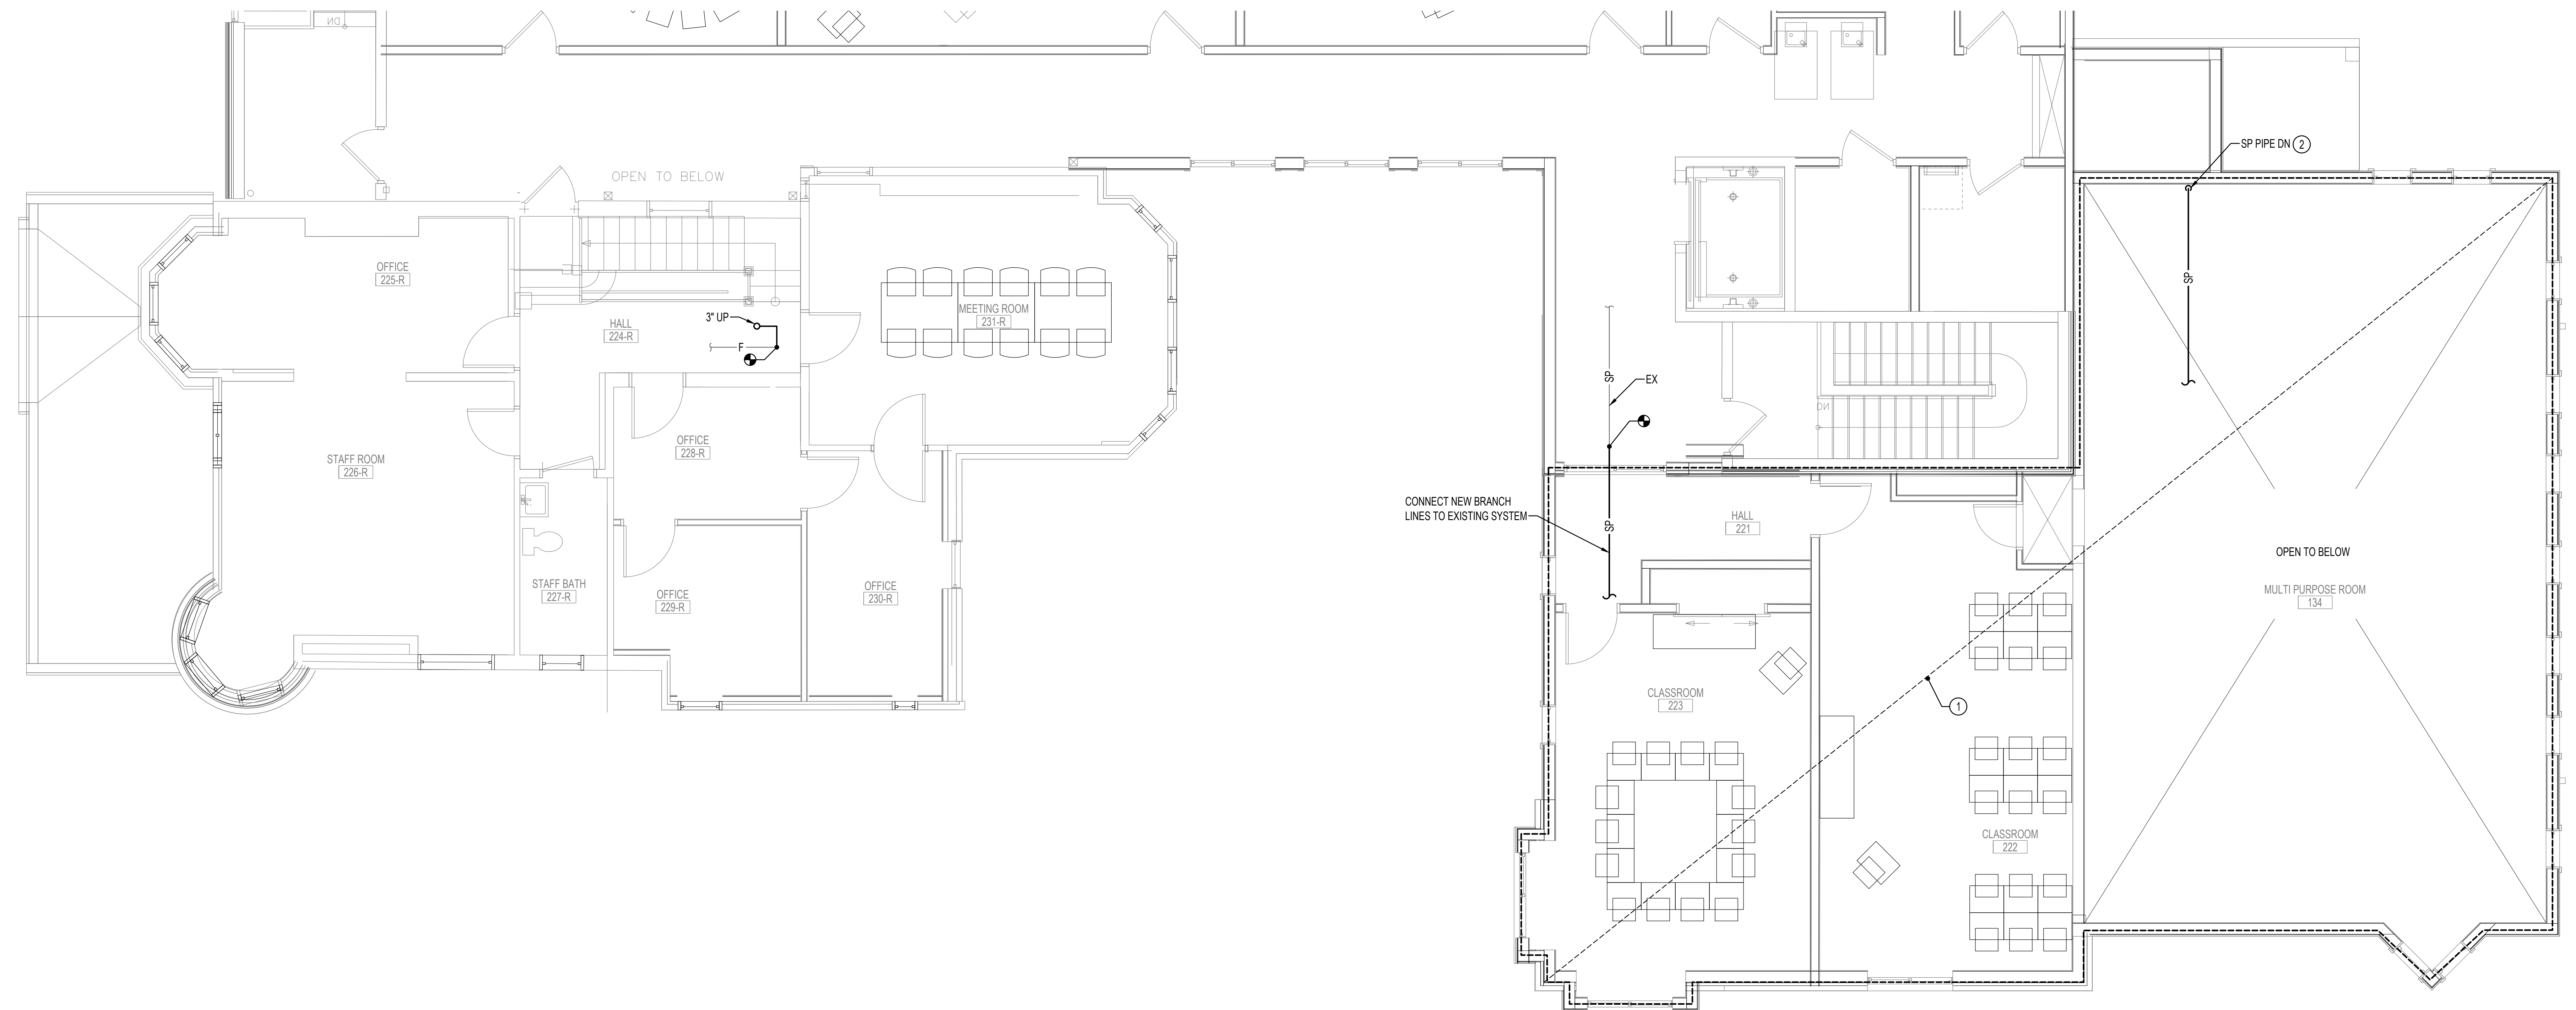 DN
SP PIPE DN 2
OPEN TO BELOW
OFFICE
225-R
SP
MEETING ROOM
231-R
3" UP
HALL
224-R
F
SP
EX
DN
OFFICE
228-R
STAFF ROOM
226-R
CONNECT NEW BRANCH
LINES TO EXISTING SYSTEM
SP
HALL
221
OPEN TO BELOW
STAFF BATH
227-R
OFFICE
229-R
OFFICE
230-R
MULTI PURPOSE ROOM
134
CLASSROOM
223
1
CLASSROOM
222